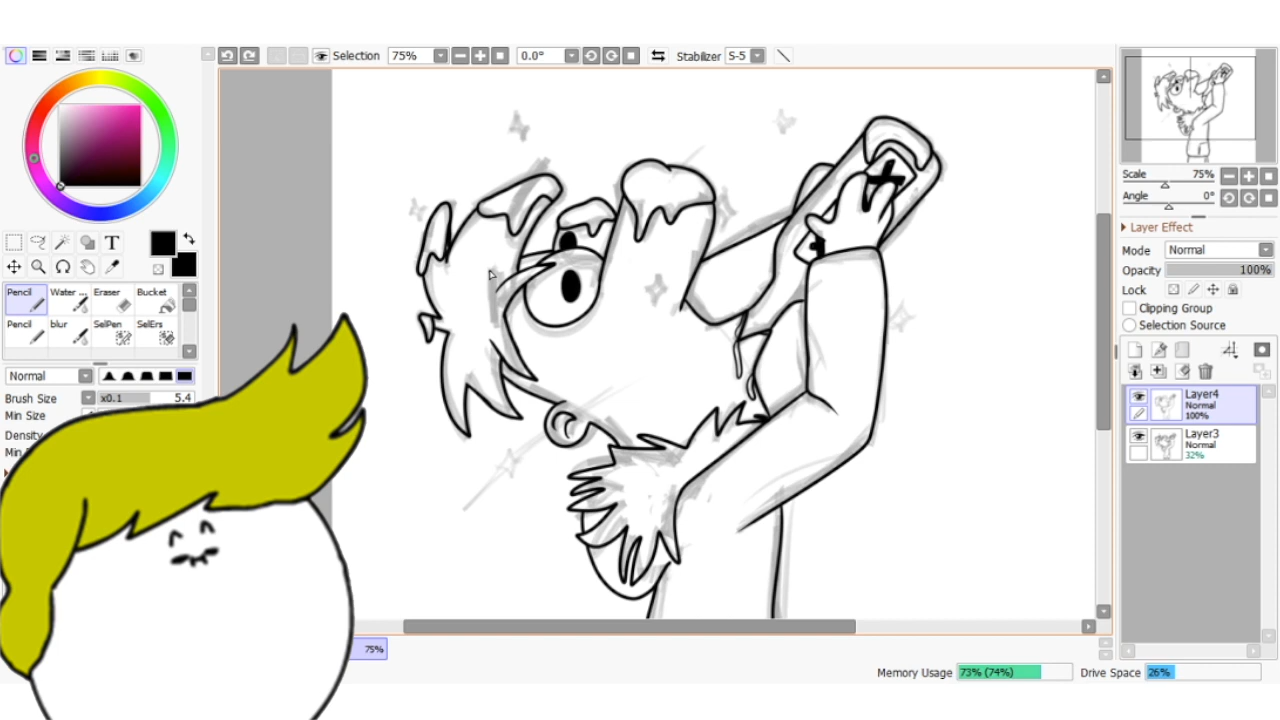 Selection 75% 0.0° Stabilizer S-5
Scale 75%
Angle 0°
Layer Effect
Mode Normal
Opacity 100%
Lock
Clipping Group
Selection Source
T
Pencil Water ... Eraser Bucket
Pencil blur SelPen SelErs
Normal
Brush Size x0.1 5.4
Min Size
Density
Min
Layer4
Normal
100%
Layer3
Normal
32%
75%
Memory Usage 73% (74%) Drive Space 26%